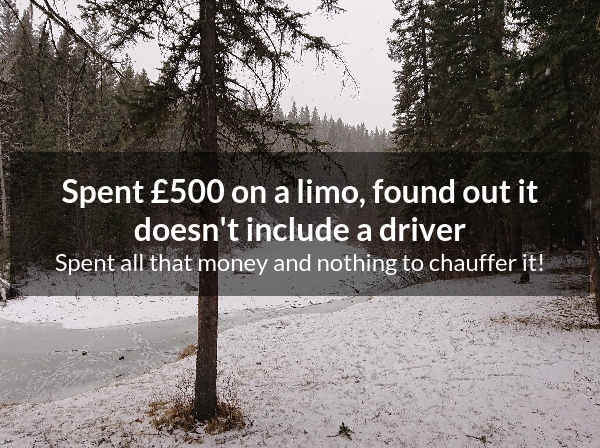 Spent £500 on a limo, found out it
doesn't include a driver
Spent all that money and nothing to chauffer it!